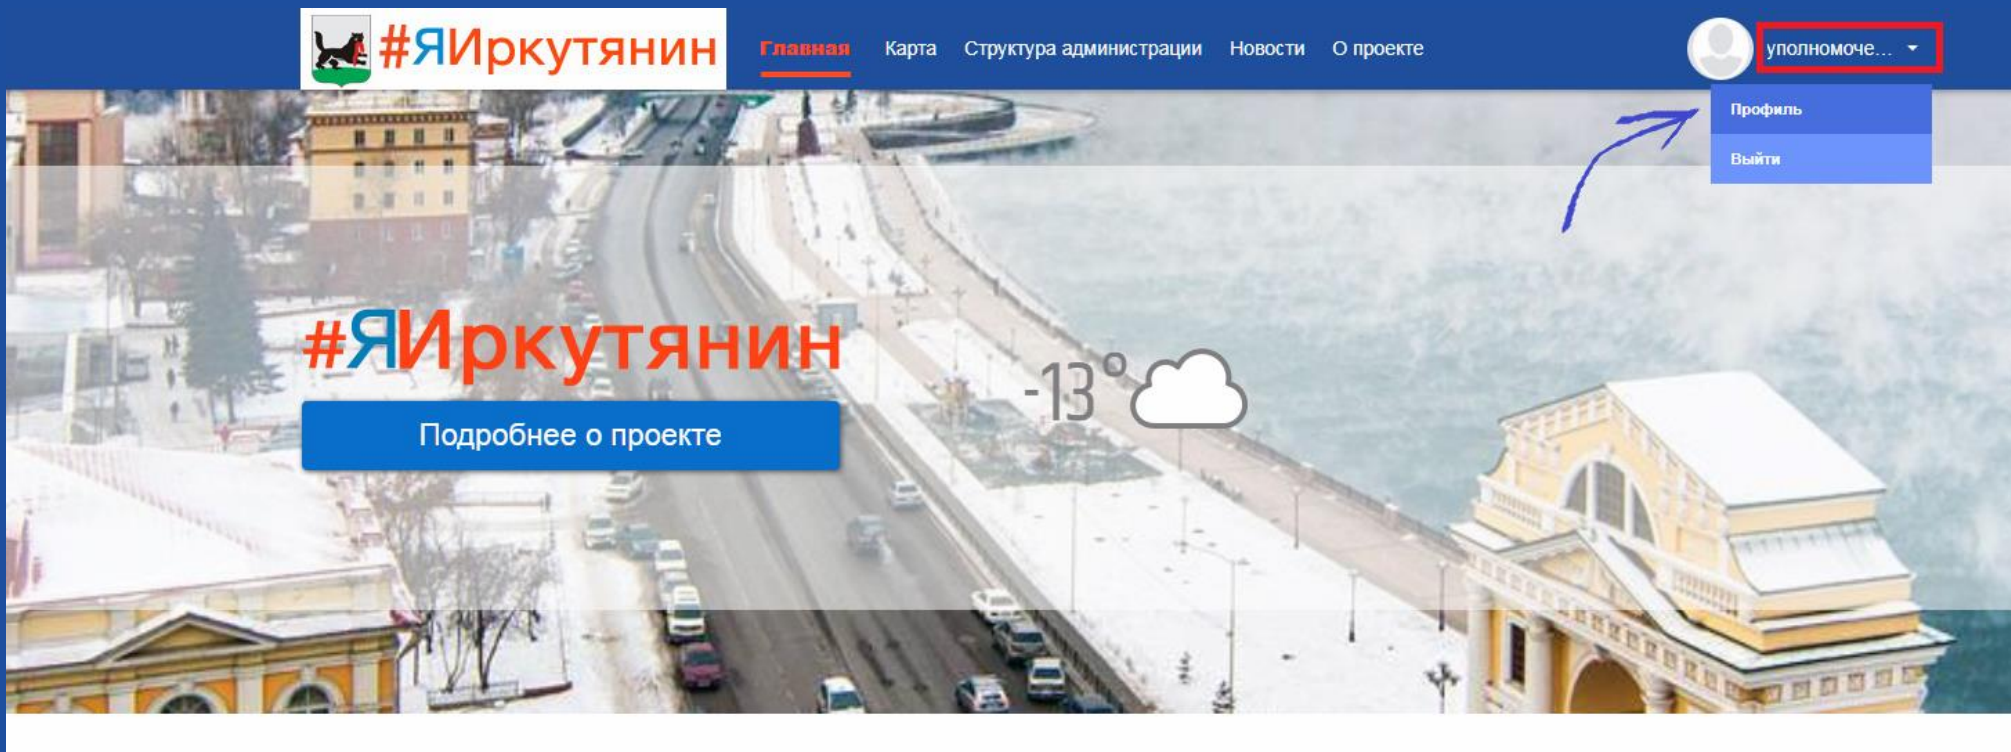 #ЯИркутянин
Главная Карта Структура администрации Новости О проекте
уполномоче...
Профиль
Выйти
#ЯИркутянин
-13°
Подробнее о проекте